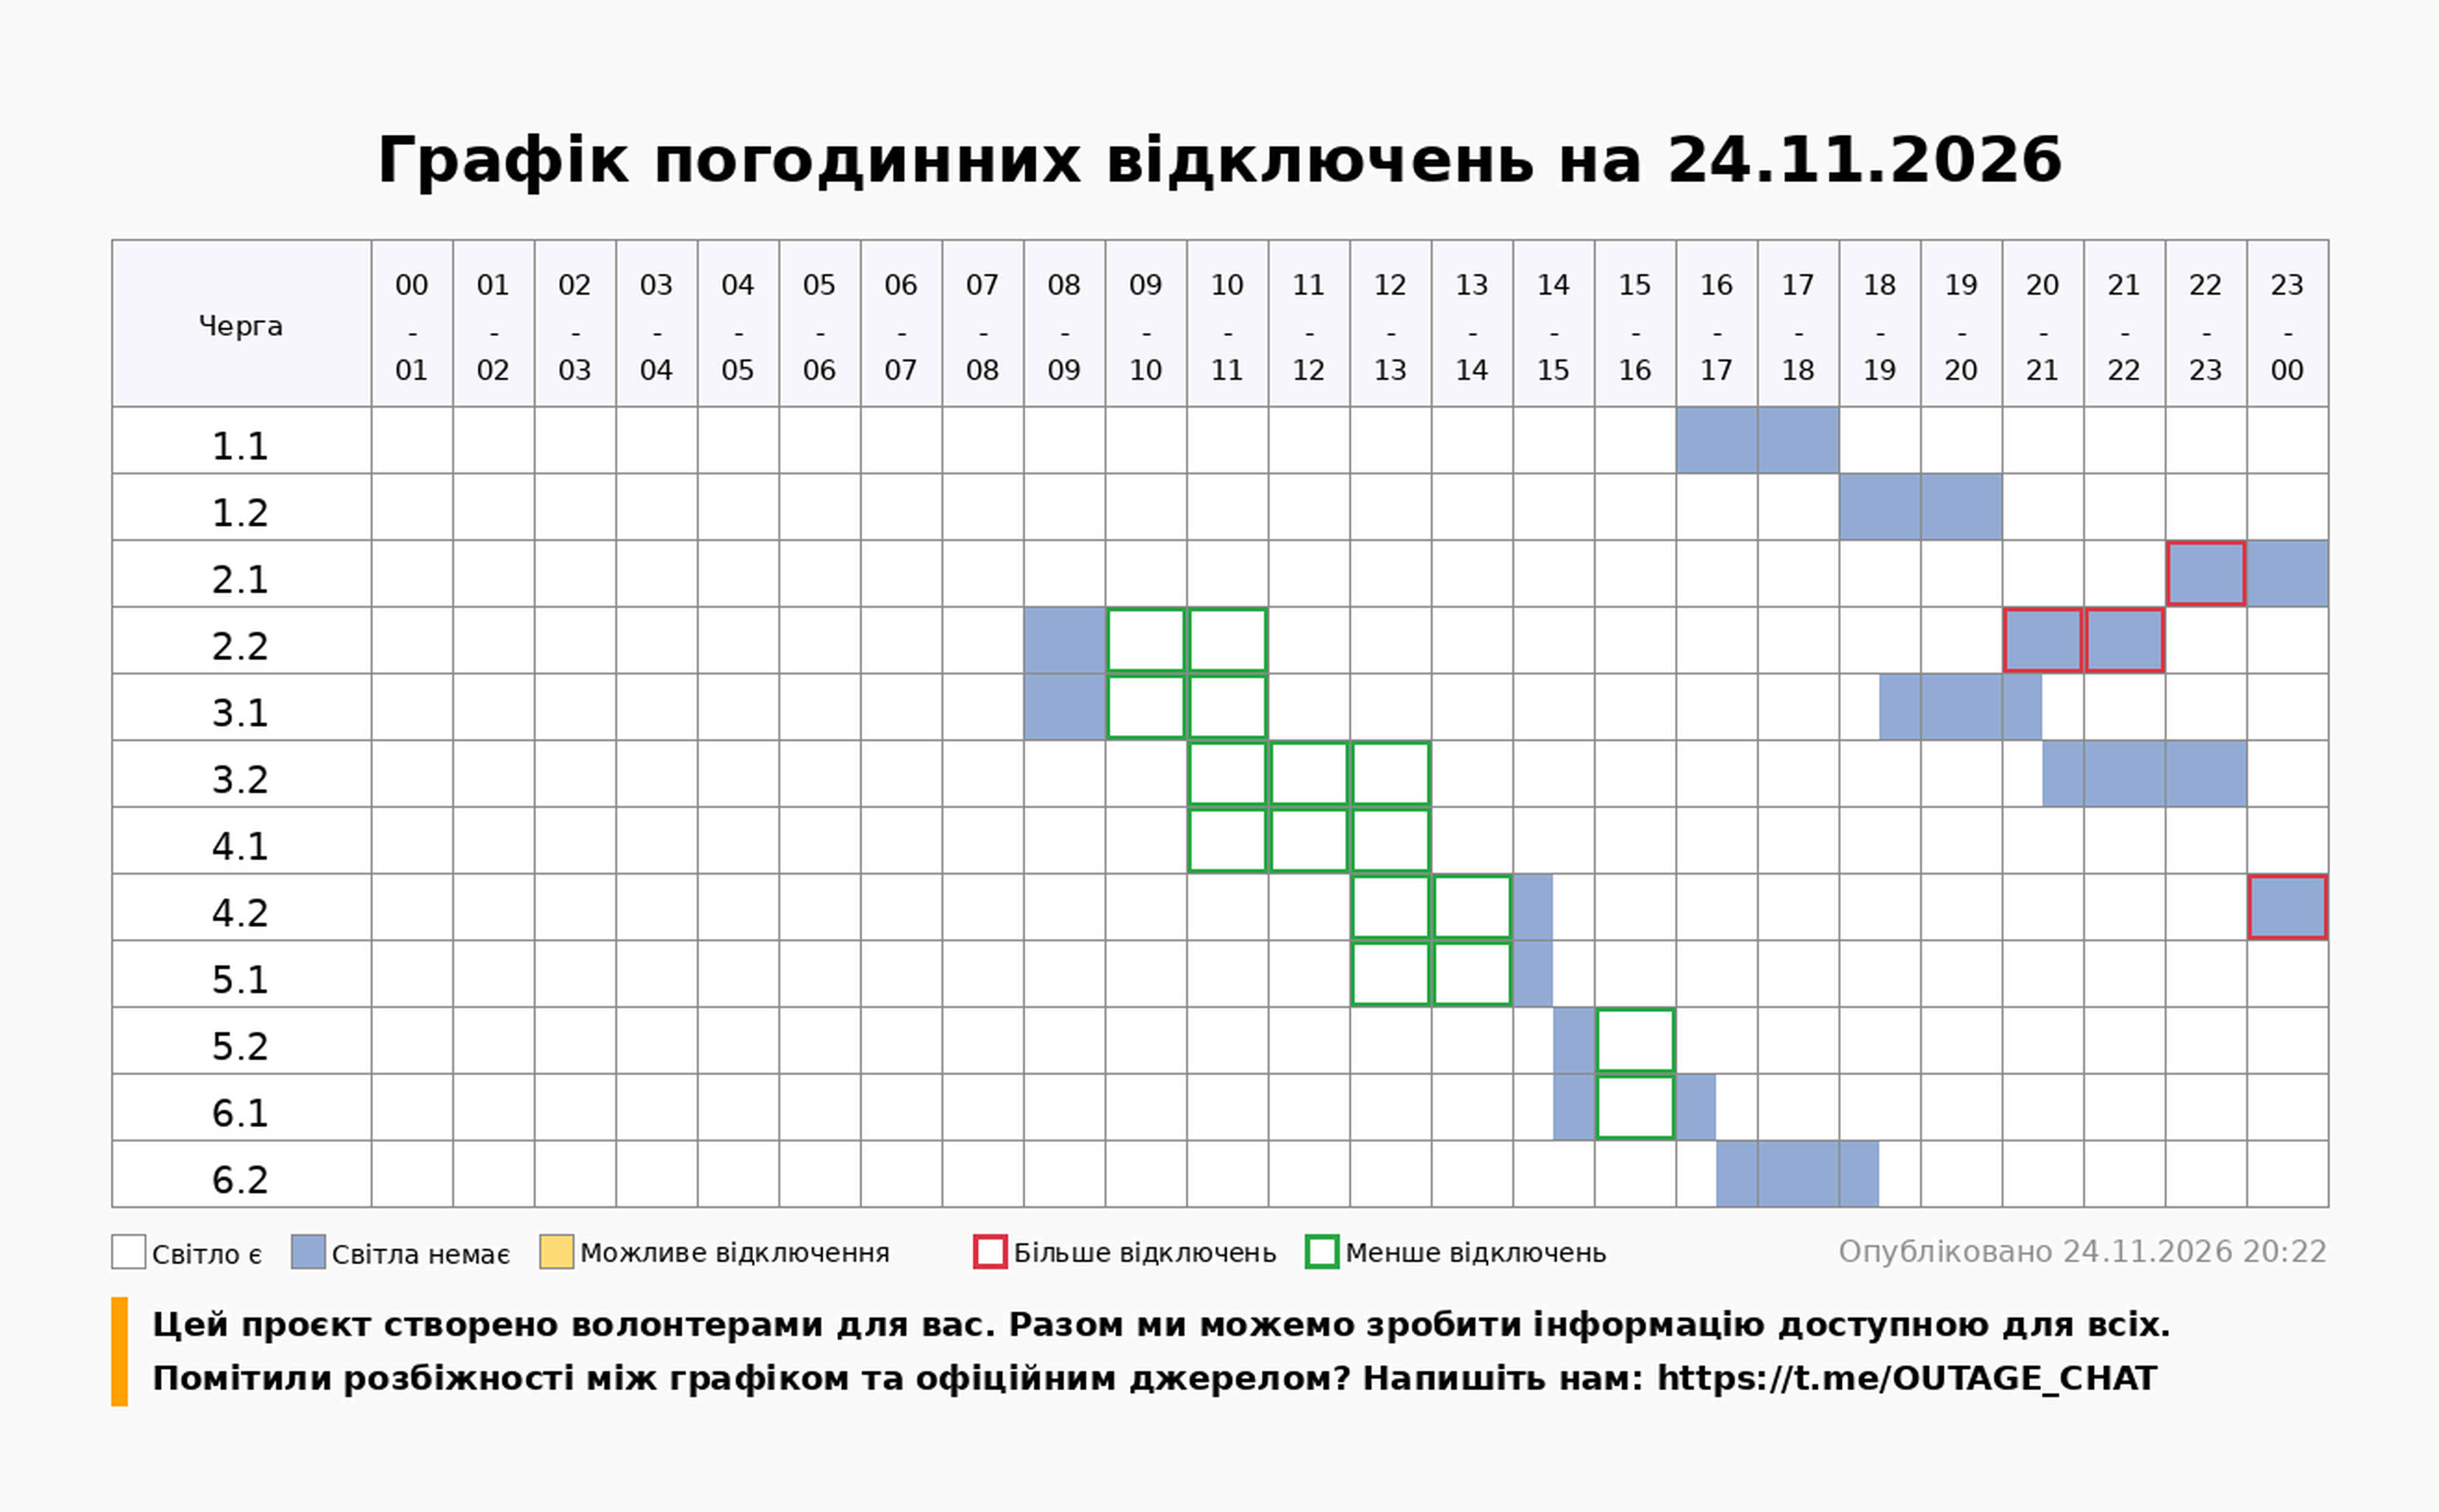 Графік погодинних відключень на 24.11.2026
Черга
00 - 01
01 - 02
02 - 03
03 - 04
04 - 05
05 - 06
06 - 07
07 - 08
08 - 09
09 - 10
10 - 11
11 - 12
12 - 13
13 - 14
14 - 15
15 - 16
16 - 17
17 - 18
18 - 19
19 - 20
20 - 21
21 - 22
22 - 23
23 - 00
1.1
1.2
2.1
2.2
3.1
3.2
4.1
4.2
5.1
5.2
6.1
6.2
Світло є
Світла немає
Можливе відключення
Більше відключень
Менше відключень
Опубліковано 24.11.2026 20:22
Цей проєкт створено волонтерами для вас. Разом ми можемо зробити інформацію доступною для всіх.
Помітили розбіжності між графіком та офіційним джерелом? Напишіть нам: https://t.me/OUTAGE_CHAT